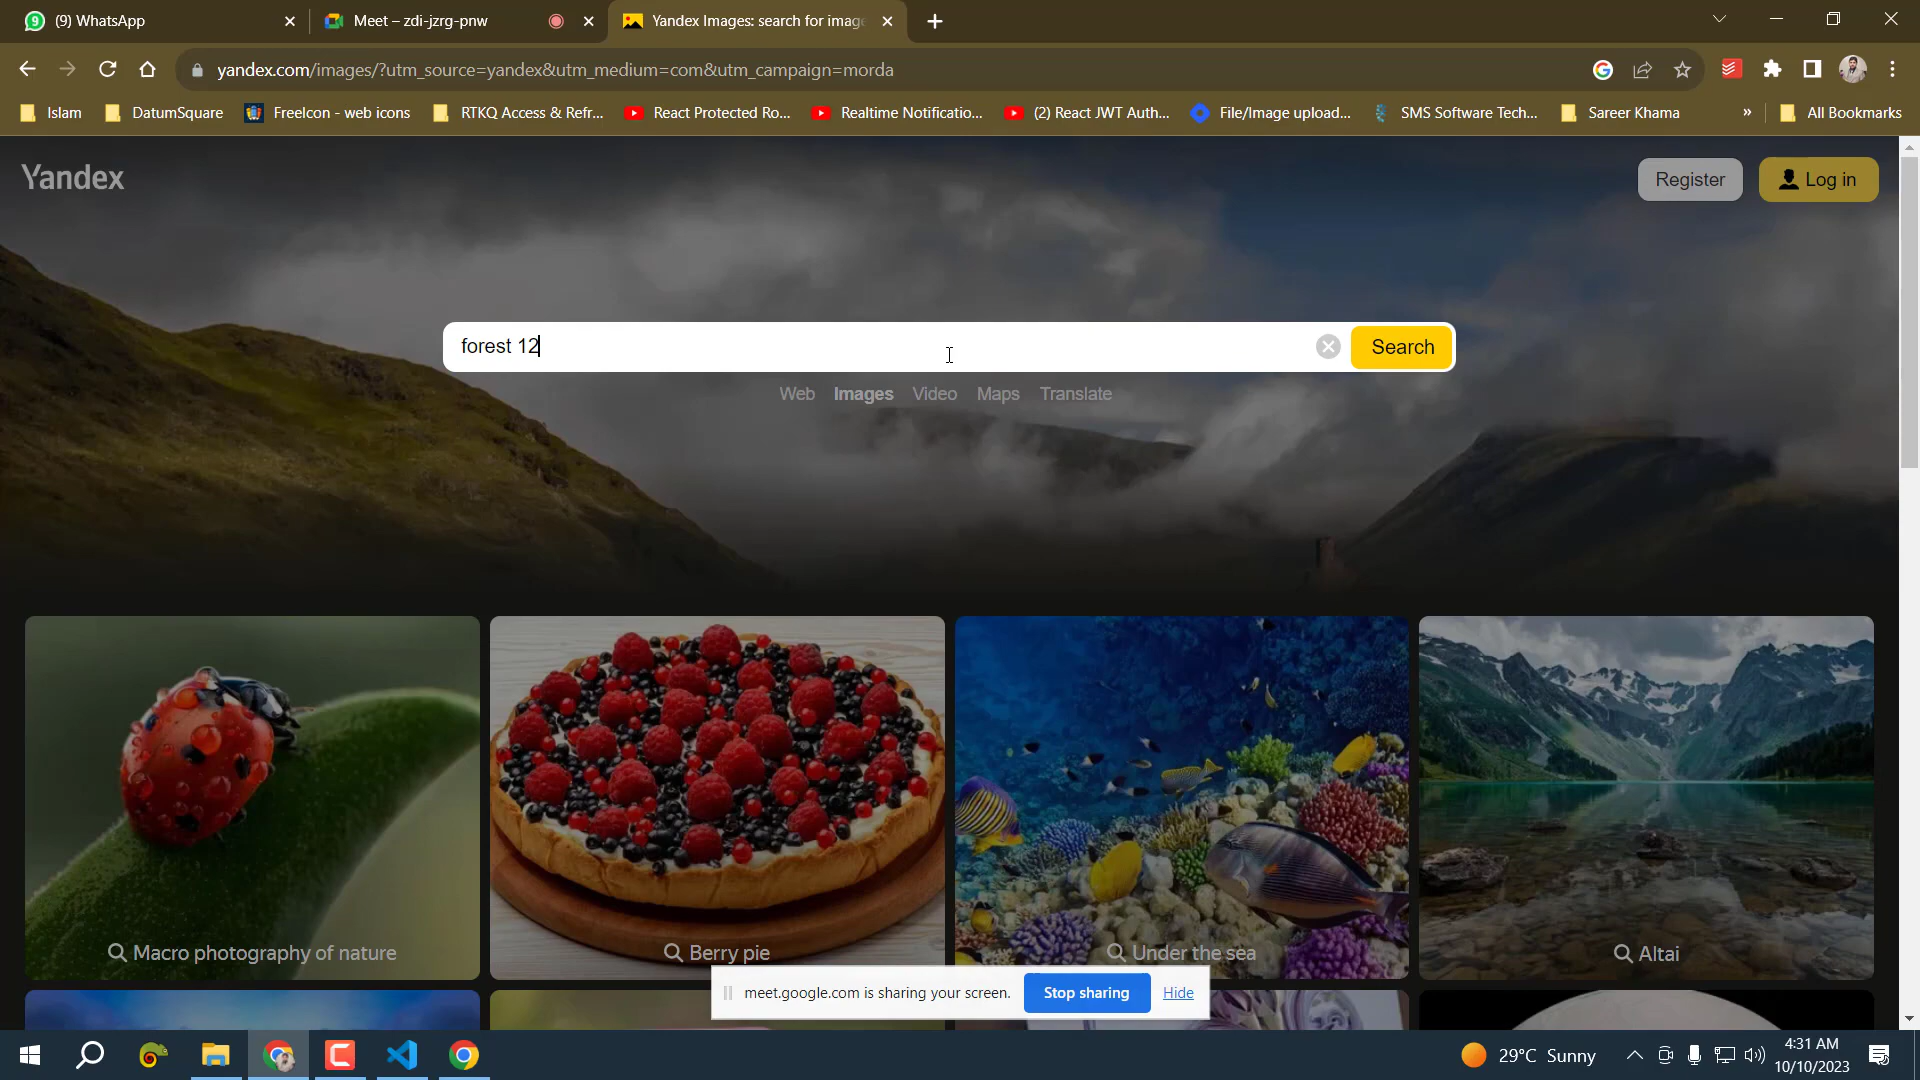 (9) WhatsApp
Meet – zdi-jzrg-pnw
Yandex Images: search for image
yandex.com/images/?utm_source=yandex&utm_medium=com&utm_campaign=morda
Islam
DatumSquare
FreeIcon - web icons
RTKQ Access & Refr...
React Protected Ro...
Realtime Notificatio...
(2) React JWT Auth...
File/Image upload...
SMS Software Tech...
Sareer Khama
»
All Bookmarks
Yandex
Register
Log in
forest 12
Search
Web Images Video Maps Translate
Macro photography of nature
Berry pie
Under the sea
Altai
meet.google.com is sharing your screen.
Stop sharing
Hide
29°C Sunny
4:31 AM
10/10/2023